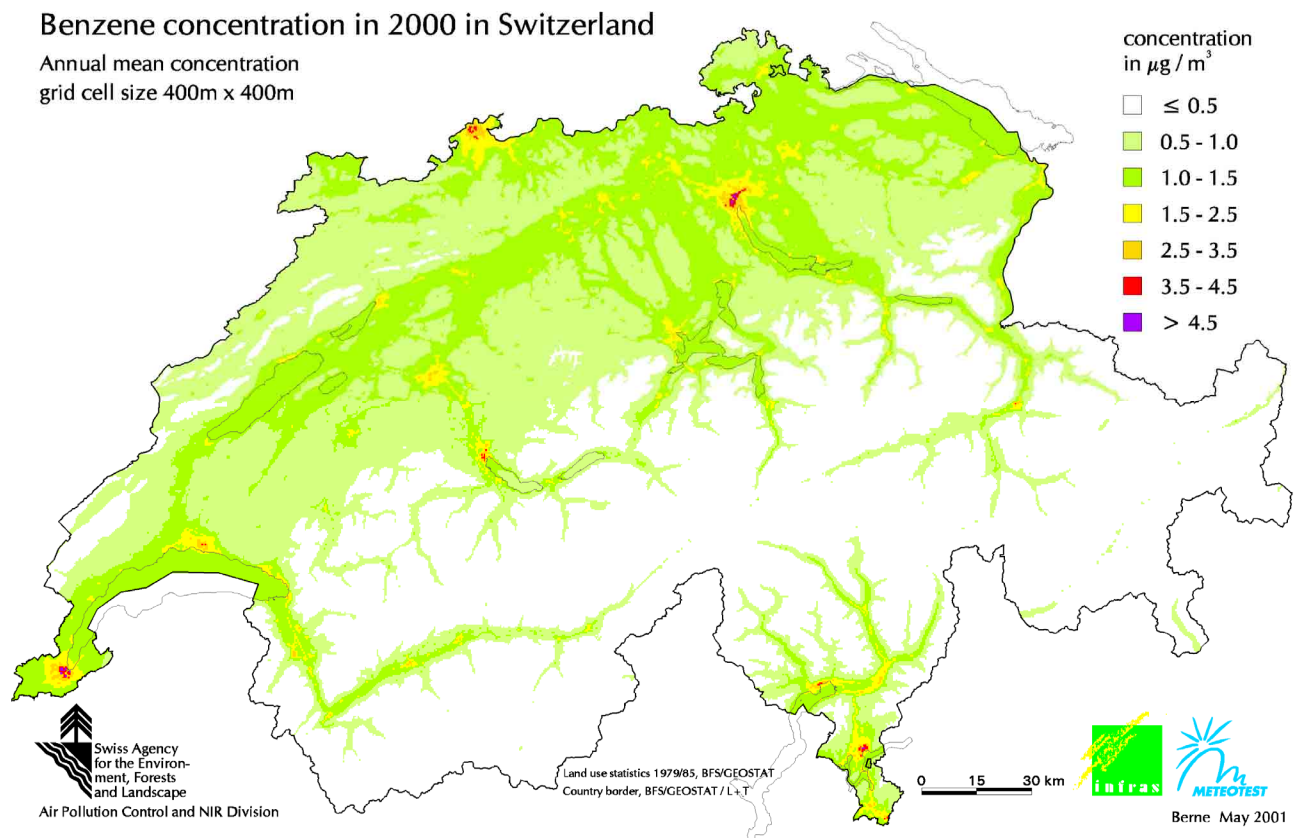 Benzene concentration in 2000 in Switzerland
Annual mean concentration
grid cell size 400m x 400m
concentration
in µg / m³
≤ 0.5
0.5 - 1.0
1.0 - 1.5
1.5 - 2.5
2.5 - 3.5
3.5 - 4.5
> 4.5
Swiss Agency
for the Environ-
ment, Forests
and Landscape
Air Pollution Control and NIR Division
Land use statistics 1979/85, BFS/GEOSTAT
Country border, BFS/GEOSTAT / L+T
0 15 30 km
infras
METEOTEST
Berne May 2001